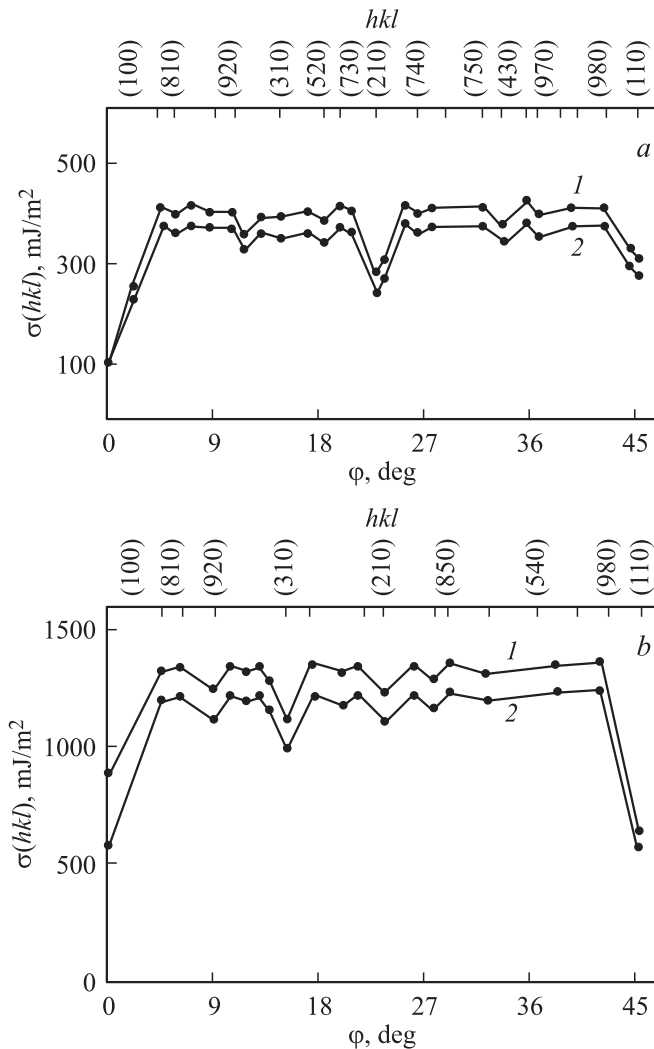 hkl
(100) (810) (920) (310) (520) (730) (210) (740) (750) (430) (970) (980) (110)
a
500
1
300
2
100
σ(hkl), mJ/m²
0 9 18 27 36 45
φ, deg
hkl
(100) (810) (920) (310) (210) (850) (540) (980) (110)
1500
1
b
2
1000
σ(hkl), mJ/m²
500
0
0 9 18 27 36 45
φ, deg